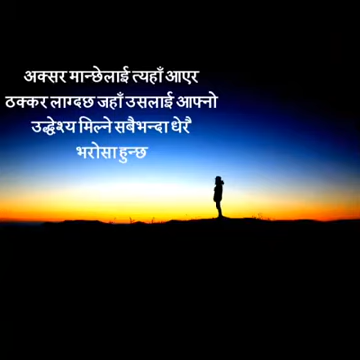 अक्सर मान्छेलाई त्यहाँ आएर
ठक्कर लाग्दछ जहाँ उसलाई आफ्नो
उद्धेश्य मिल्ने सबैभन्दा धेरै
भरोसा हुन्छ